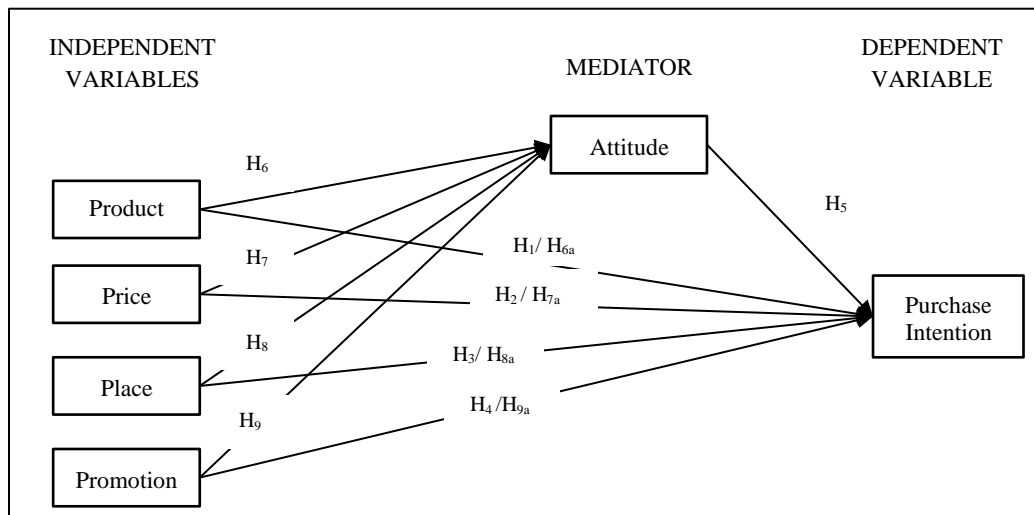 INDEPENDENT
VARIABLES
MEDIATOR
DEPENDENT
VARIABLE
Attitude
H₆
Product
H₅
H₇
H₁/ H₆ₐ
Price
H₂ / H₇ₐ
Purchase
Intention
H₈
Place
H₃/ H₈ₐ
H₄ /H₉ₐ
H₉
Promotion